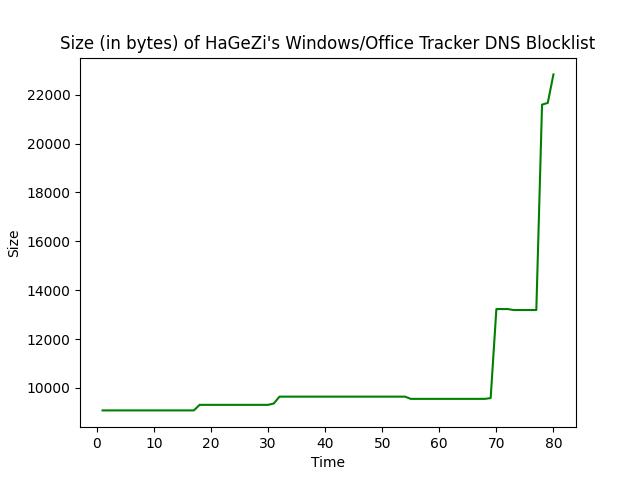 Size (in bytes) of HaGeZi's Windows/Office Tracker DNS Blocklist
22000
20000
18000
16000
14000
12000
10000
Size
0 10 20 30 40 50 60 70 80
Time